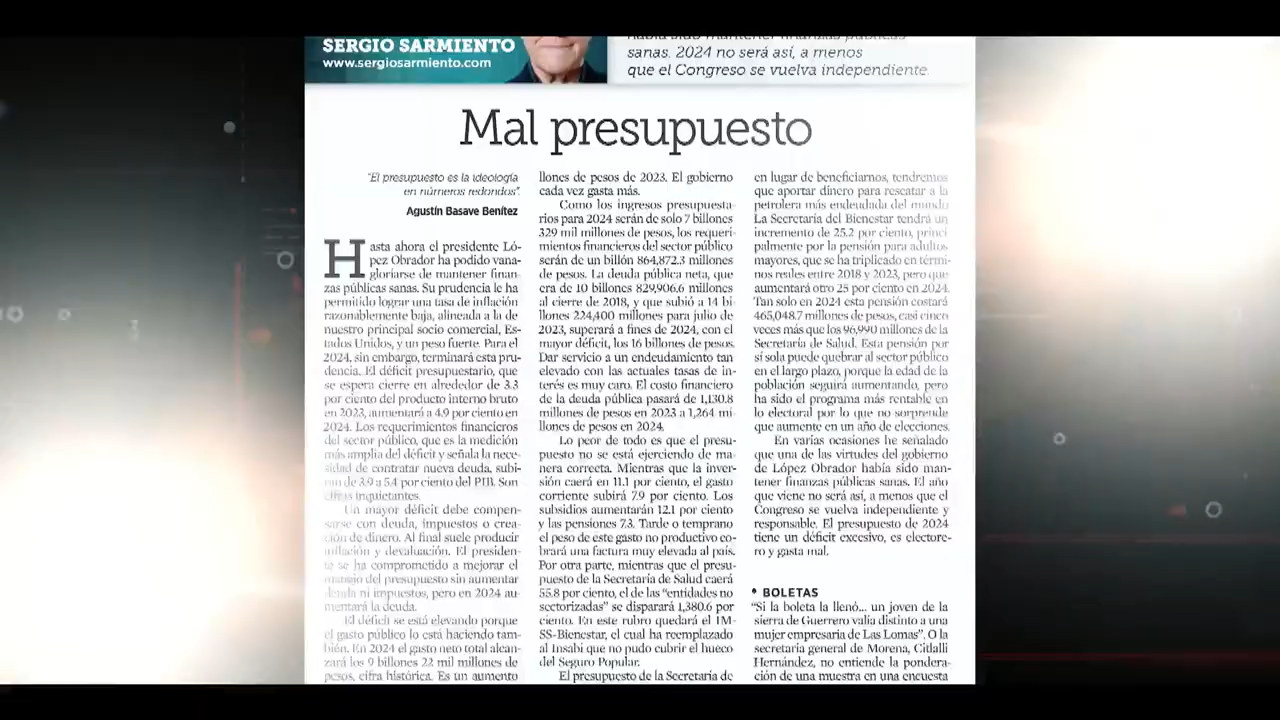 SERGIO SARMIENTO
www.sergiosarmiento.com
había sido mantener finanzas públicas
sanas. 2024 no será así, a menos
que el Congreso se vuelva independiente.
Mal presupuesto
"El presupuesto es la ideología
en números redondos".
Agustín Basave Benítez
Hasta ahora el presidente Ló-
pez Obrador ha podido vana-
gloriarse de mantener finan-
zas públicas sanas. Su prudencia le ha
permitido lograr una tasa de inflación
razonablemente baja, alineada a la de
nuestro principal socio comercial, Es-
tados Unidos, y un peso fuerte. Para el
2024, sin embargo, terminará esta pru-
dencia. El déficit presupuestario, que
se espera cierre en alrededor de 3.3
por ciento del producto interno bruto
en 2023, aumentará a 4.9 por ciento en
2024. Los requerimientos financieros
del sector público, que es la medición
más amplia del déficit y señala la nece-
sidad de contratar nueva deuda, subi-
rán de 3.9 a 5.4 por ciento del PIB. Son
cifras inquietantes.
Un mayor déficit debe compen-
sarse con deuda, impuestos o crea-
ción de dinero. Al final suele producir
inflación y devaluación. El presiden-
te se ha comprometido a mejorar el
manejo del presupuesto sin aumentar
deuda ni impuestos, pero en 2024 au-
mentará la deuda.
El déficit se está elevando porque
el gasto público lo está haciendo tam-
bién. En 2024 el gasto neto total alcan-
zará los 9 billones 22 mil millones de
pesos, cifra histórica. Es un aumento
llones de pesos de 2023. El gobierno
cada vez gasta más.
Como los ingresos presupuesta-
rios para 2024 serán de solo 7 billones
329 mil millones de pesos, los requeri-
mientos financieros del sector público
serán de un billón 864,872.3 millones
de pesos. La deuda pública neta, que
era de 10 billones 829,906.6 millones
al cierre de 2018, y que subió a 14 bi-
llones 224,400 millones para julio de
2023, superará a fines de 2024, con el
mayor déficit, los 16 billones de pesos.
Dar servicio a un endeudamiento tan
elevado con las actuales tasas de in-
terés es muy caro. El costo financiero
de la deuda pública pasará de 1,130.8
millones de pesos en 2023 a 1,264 mi-
llones de pesos en 2024.
Lo peor de todo es que el presu-
puesto no se está ejerciendo de ma-
nera correcta. Mientras que la inver-
sión caerá en 11.1 por ciento, el gasto
corriente subirá 7.9 por ciento. Los
subsidios aumentarán 12.1 por ciento
y las pensiones 7.3. Tarde o temprano
el peso de este gasto no productivo co-
brará una factura muy elevada al país.
Por otra parte, mientras que el presu-
puesto de la Secretaría de Salud caerá
55.8 por ciento, el de las "entidades no
sectorizadas" se disparará 1,380.6 por
ciento. En este rubro quedará el IM-
SS-Bienestar, el cual ha reemplazado
al Insabi que no pudo cubrir el hueco
del Seguro Popular.
El presupuesto de la Secretaría de
en lugar de beneficiarnos, tendremos
que aportar dinero para rescatar a la
petrolera más endeudada del mundo
La Secretaría del Bienestar tendrá un
incremento de 25.2 por ciento, princi
palmente por la pensión para adultos
mayores, que se ha triplicado en térmi-
nos reales entre 2018 y 2023, pero que
aumentará otro 25 por ciento en 2024.
Tan solo en 2024 esta pensión costará
465,048.7 millones de pesos, casi cinco
veces más que los 96,990 millones de la
Secretaría de Salud. Esta pensión por
sí sola puede quebrar al sector público
en el largo plazo, porque la edad de la
población seguirá aumentando, pero
ha sido el programa más rentable en
lo electoral por lo que no sorprende
que aumente en un año de elecciones.
En varias ocasiones he señalado
que una de las virtudes del gobierno
de López Obrador había sido man-
tener finanzas públicas sanas. El año
que viene no será así, a menos que el
Congreso se vuelva independiente y
responsable. El presupuesto de 2024
tiene un déficit excesivo, es electore-
ro y gasta mal.
• BOLETAS
"Si la boleta la llenó... un joven de la
sierra de Guerrero valía distinto a una
mujer empresaria de Las Lomas". O la
secretaria general de Morena, Citlalli
Hernández, no entiende la pondera-
ción de una muestra en una encuesta